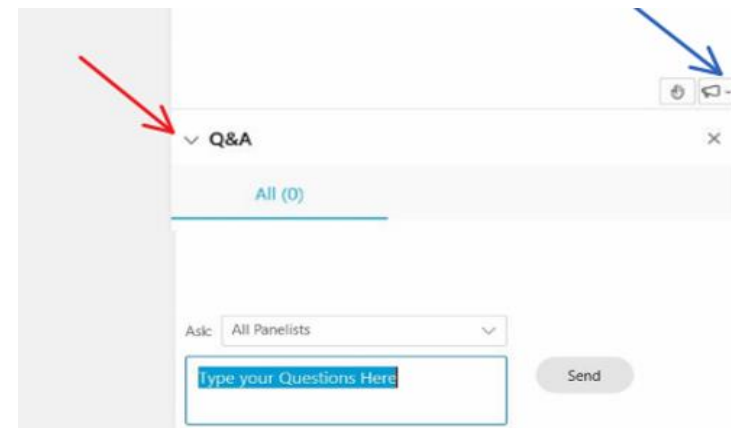 Q&A
All (0)
Ask: All Panelists
Type your Questions Here
Send